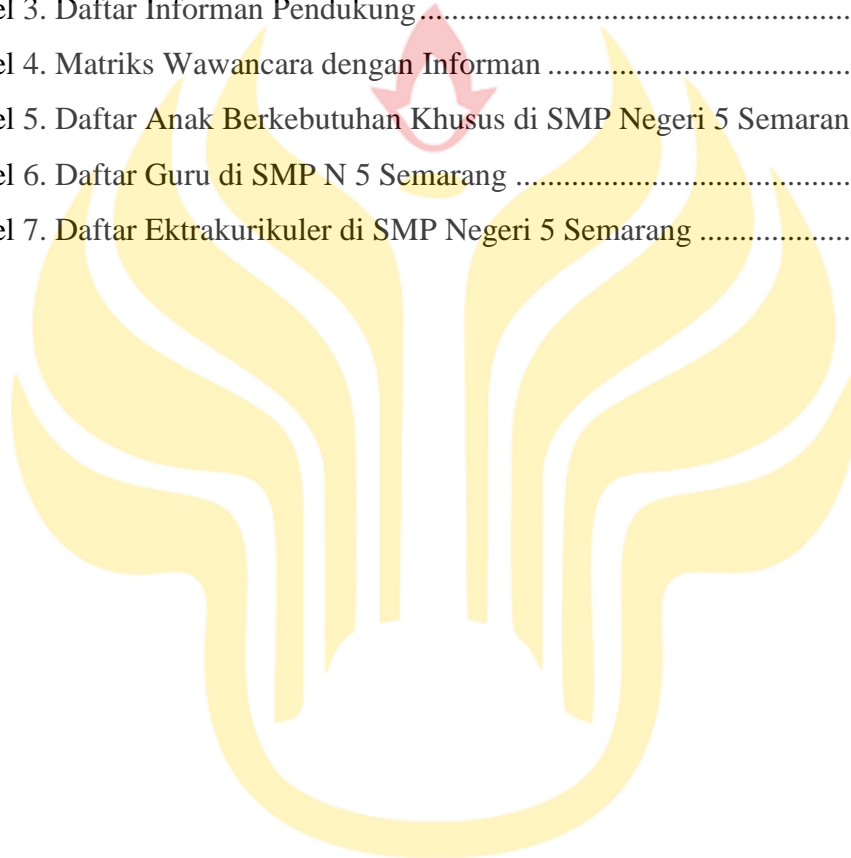 el 3. Daftar Informan Pendukung......................................................
el 4. Matriks Wawancara dengan Informan ......................................
el 5. Daftar Anak Berkebutuhan Khusus di SMP Negeri 5 Semaran
el 6. Daftar Guru di SMP N 5 Semarang ..........................................
el 7. Daftar Ektrakurikuler di SMP Negeri 5 Semarang ...................